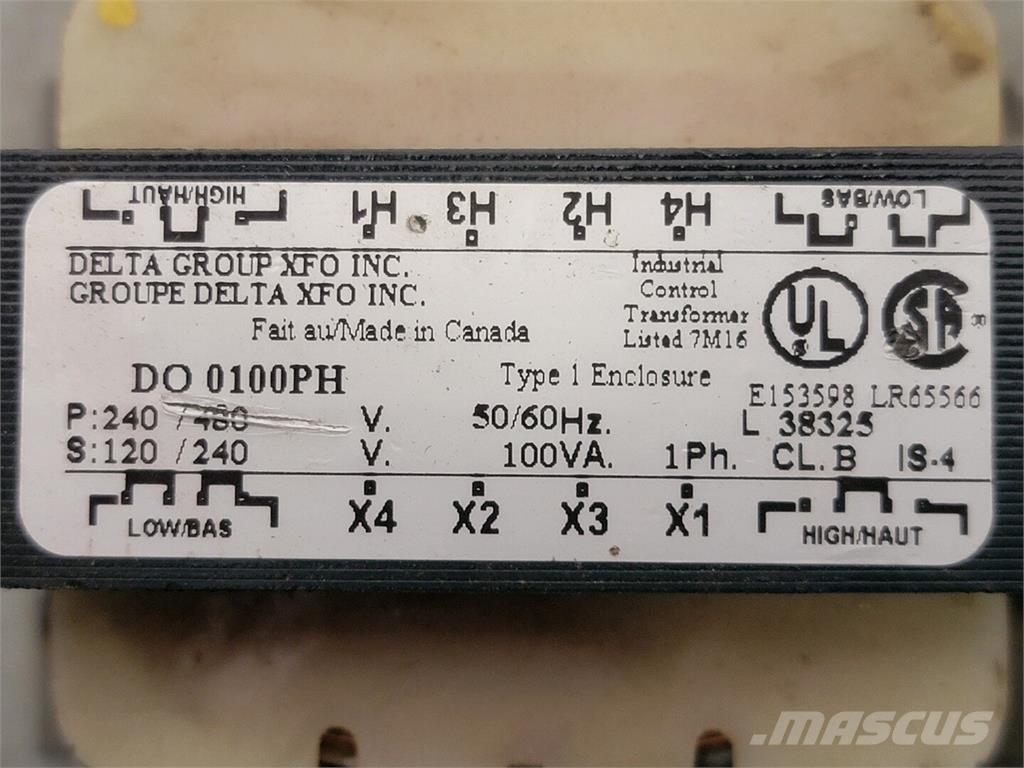 HIGH/HAUT H1 H3 H2 H4 LOW/BAS
DELTA GROUP XFO INC.
GROUPE DELTA XFO INC.
Fait au/Made in Canada
Industrial
Control
Transformer
Listed 7M16
UL
SA
DO 0100PH
Type 1 Enclosure
E153598 LR65566
P:240 /480 V. 50/60Hz. L 38325
S:120 /240 V. 100VA. 1Ph. CL.B IS-4
LOW/BAS X4 X2 X3 X1 HIGH/HAUT
MASCUS